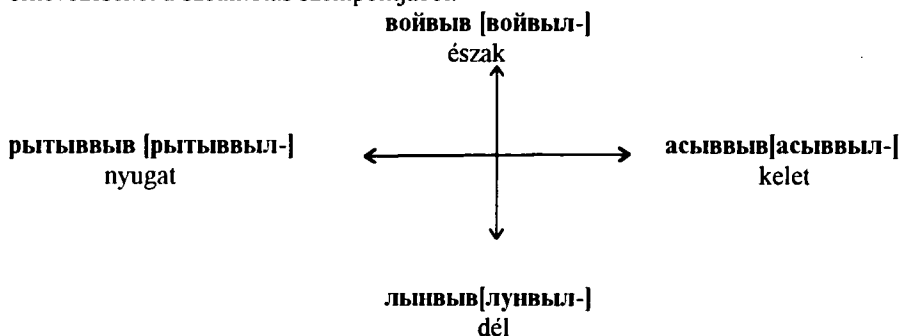 войвыв [войвыл-]
észak
рытыввыв [рытыввыл-]
nyugat
асыввыв[асыввыл-]
kelet
лынвыв[лунвыл-]
dél